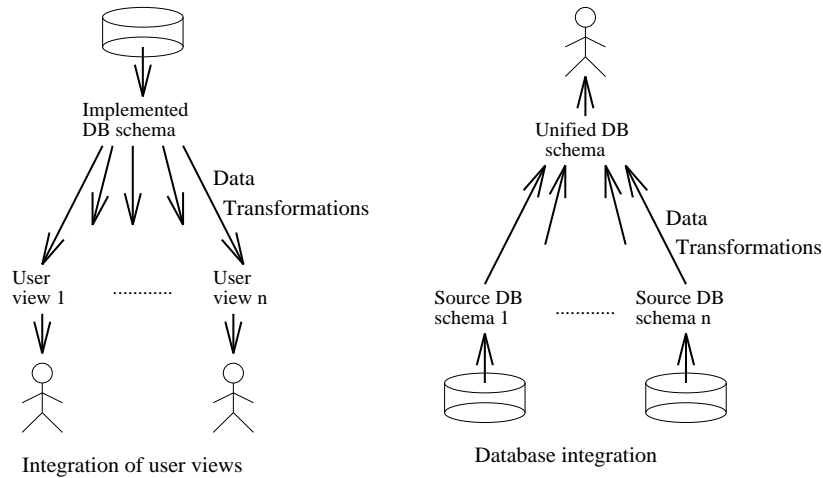 Implemented
DB schema
Data
Transformations
User
view 1
............
User
view n
Integration of user views
Unified DB
schema
Data
Transformations
Source DB
schema 1
............
Source DB
schema n
Database integration